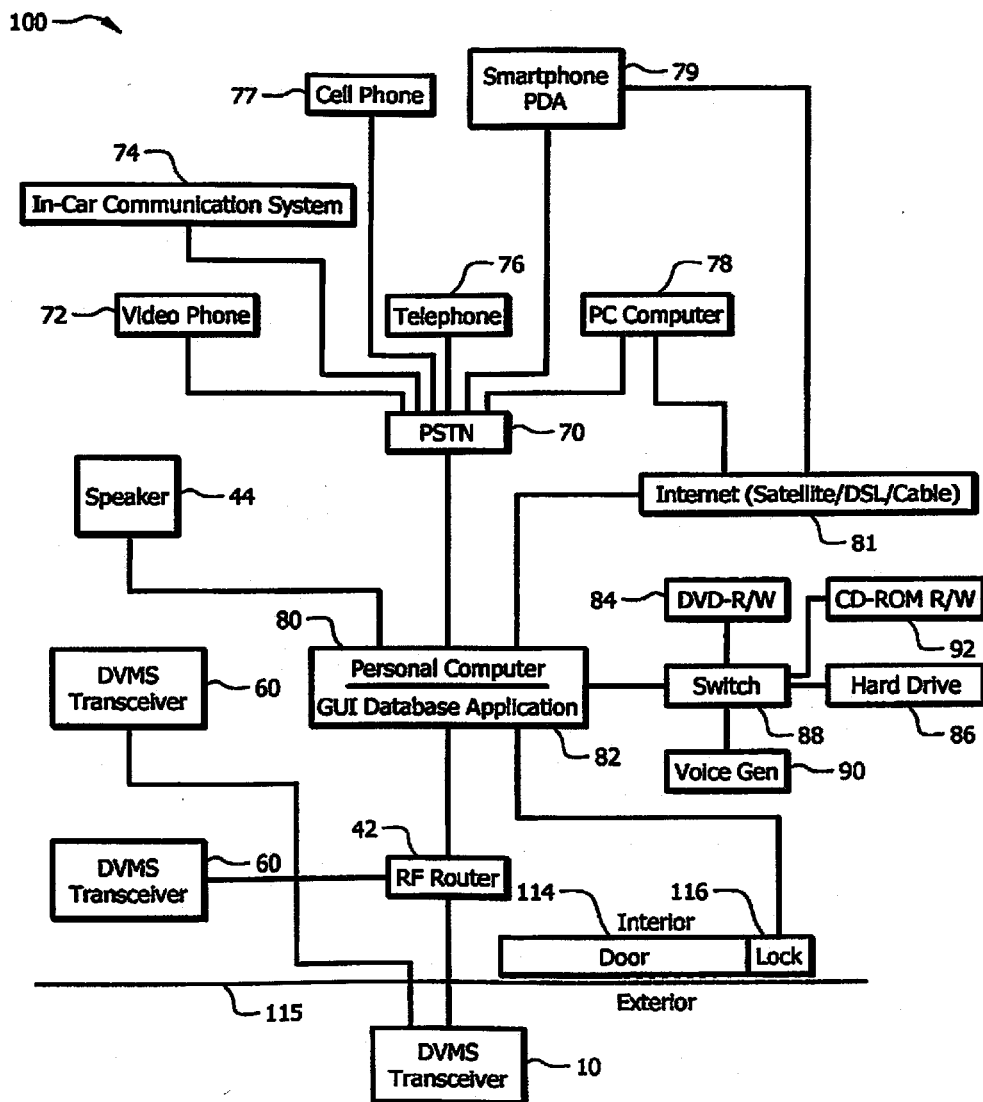 100
77
Cell Phone
Smartphone
PDA
79
74
In-Car Communication System
76
78
72
Video Phone
Telephone
PC Computer
PSTN
70
Speaker
44
Internet (Satellite/DSL/Cable)
81
84
DVD-R/W
CD-ROM R/W
92
80
Personal Computer
GUI Database Application
82
Switch
88
Hard Drive
86
DVMS
Transceiver
60
Voice Gen
90
42
RF Router
DVMS
Transceiver
60
114
Interior
116
Door
Lock
115
Exterior
DVMS
Transceiver
10